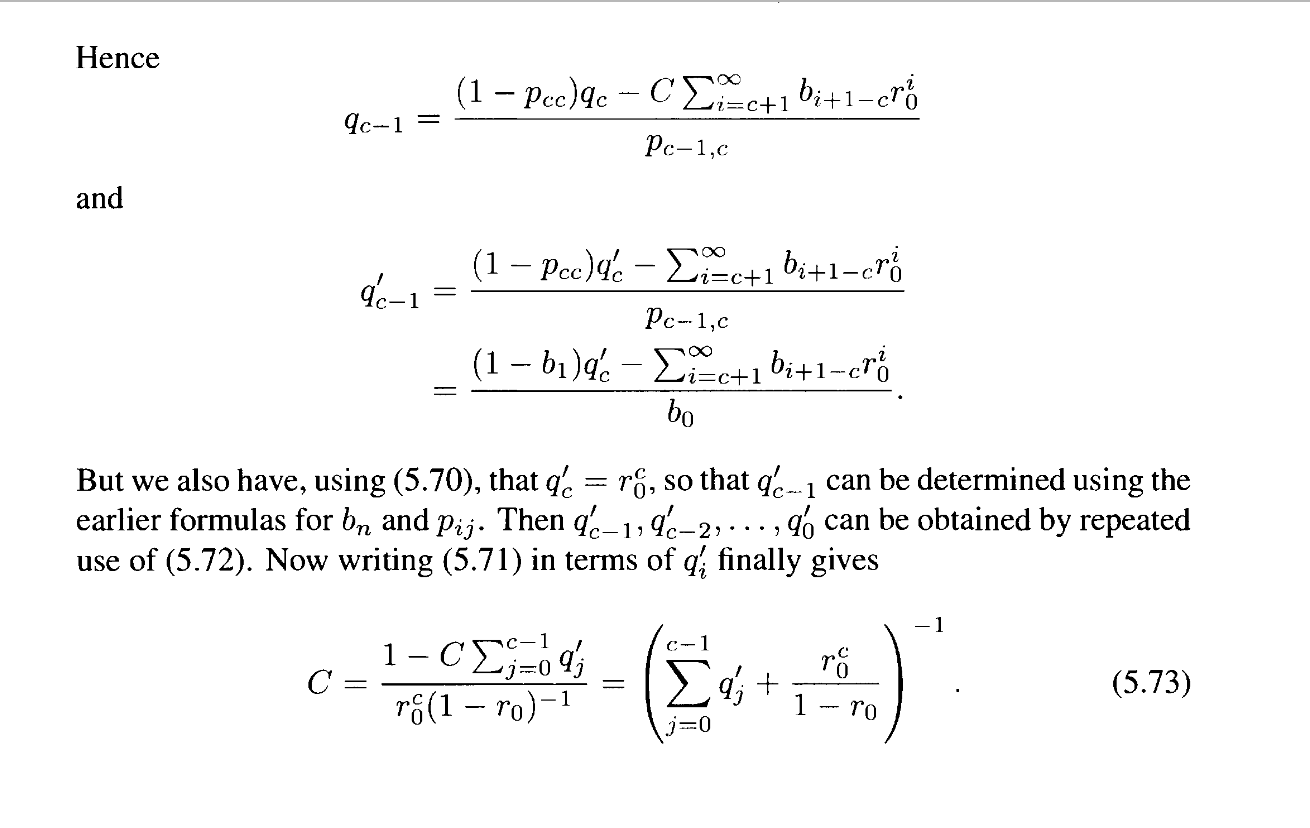 Hence
q_{c-1} = \frac{(1 - p_{cc})q_c - C \sum_{i=c+1}^{\infty} b_{i+1-c} r_0^i}{p_{c-1,c}}
and
q'_{c-1} = \frac{(1 - p_{cc})q'_c - \sum_{i=c+1}^{\infty} b_{i+1-c} r_0^i}{p_{c-1,c}}
= \frac{(1 - b_1)q'_c - \sum_{i=c+1}^{\infty} b_{i+1-c} r_0^i}{b_0}.
But we also have, using (5.70), that q'_c = r_0^c, so that q'_{c-1} can be determined using the
earlier formulas for b_n and p_{ij}. Then q'_{c-1}, q'_{c-2}, . . . , q'_0 can be obtained by repeated
use of (5.72). Now writing (5.71) in terms of q'_i finally gives
C = \frac{1 - C \sum_{j=0}^{c-1} q'_j}{r_0^c (1 - r_0)^{-1}} = \left( \sum_{j=0}^{c-1} q'_j + \frac{r_0^c}{1 - r_0} \right)^{-1}. (5.73)